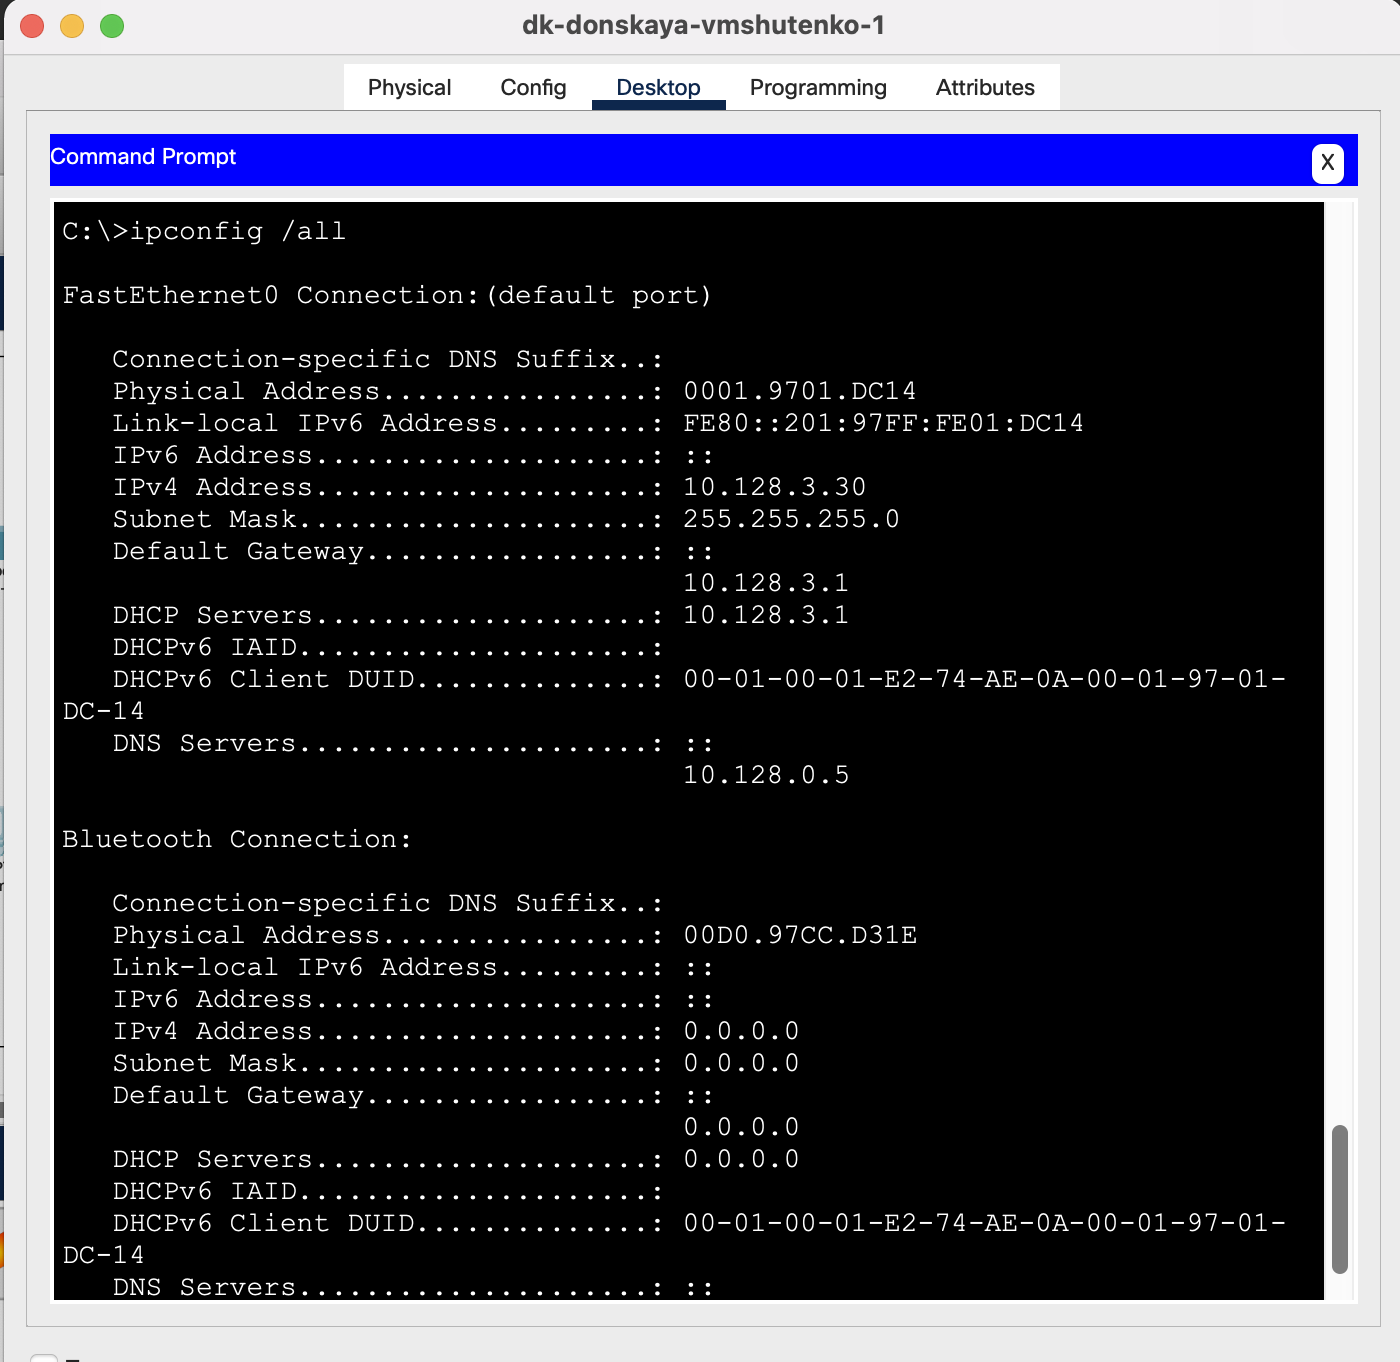 dk-donskaya-vmshutenko-1
Physical Config Desktop Programming Attributes
Command Prompt
X
C:\>ipconfig /all
FastEthernet0 Connection:(default port)
Connection-specific DNS Suffix..:
Physical Address................: 0001.9701.DC14
Link-local IPv6 Address.........: FE80::201:97FF:FE01:DC14
IPv6 Address....................: ::
IPv4 Address....................: 10.128.3.30
Subnet Mask.....................: 255.255.255.0
Default Gateway.................: ::
10.128.3.1
DHCP Servers....................: 10.128.3.1
DHCPv6 IAID.....................:
DHCPv6 Client DUID..............: 00-01-00-01-E2-74-AE-0A-00-01-97-01-
DC-14
DNS Servers.....................: ::
10.128.0.5
Bluetooth Connection:
Connection-specific DNS Suffix..:
Physical Address................: 00D0.97CC.D31E
Link-local IPv6 Address.........: ::
IPv6 Address....................: ::
IPv4 Address....................: 0.0.0.0
Subnet Mask.....................: 0.0.0.0
Default Gateway.................: ::
0.0.0.0
DHCP Servers....................: 0.0.0.0
DHCPv6 IAID.....................:
DHCPv6 Client DUID..............: 00-01-00-01-E2-74-AE-0A-00-01-97-01-
DC-14
DNS Servers.....................: ::